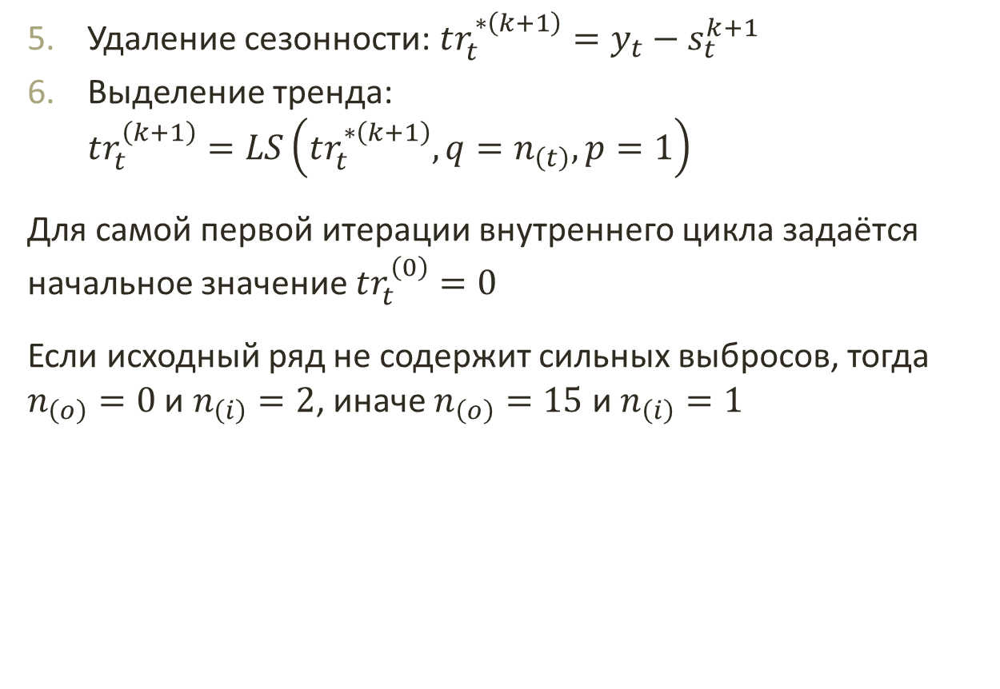 5. Удаление сезонности: $tr_t^{*(k+1)} = y_t - s_t^{k+1}$
6. Выделение тренда:
$tr_t^{(k+1)} = LS\left(tr_t^{*(k+1)}, q = n_{(t)}, p = 1\right)$
Для самой первой итерации внутреннего цикла задаётся
начальное значение $tr_t^{(0)} = 0$
Если исходный ряд не содержит сильных выбросов, тогда
$n_{(o)} = 0$ и $n_{(i)} = 2$, иначе $n_{(o)} = 15$ и $n_{(i)} = 1$